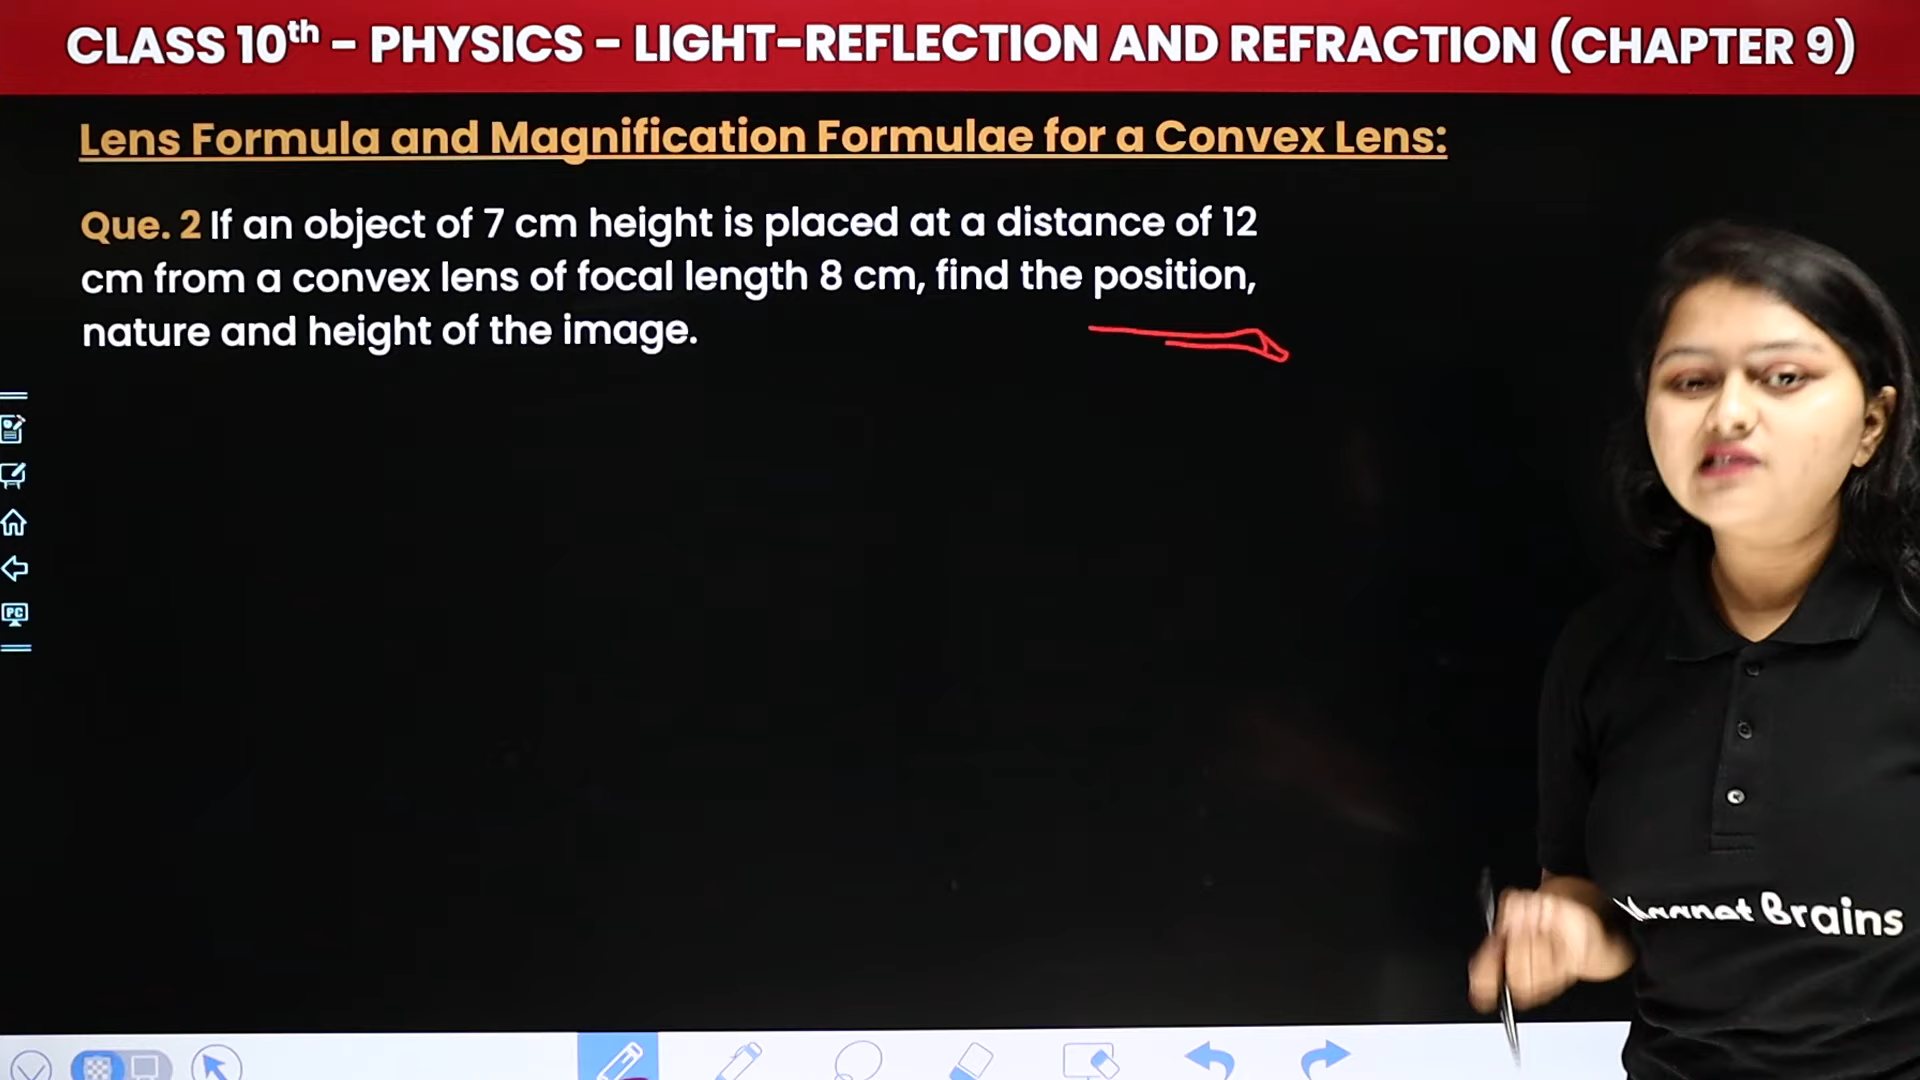 CLASS 10th - PHYSICS - LIGHT-REFLECTION AND REFRACTION (CHAPTER 9)
Lens Formula and Magnification Formulae for a Convex Lens:
Que. 2 If an object of 7 cm height is placed at a distance of 12
cm from a convex lens of focal length 8 cm, find the position,
nature and height of the image.
PC
Magnet Brains